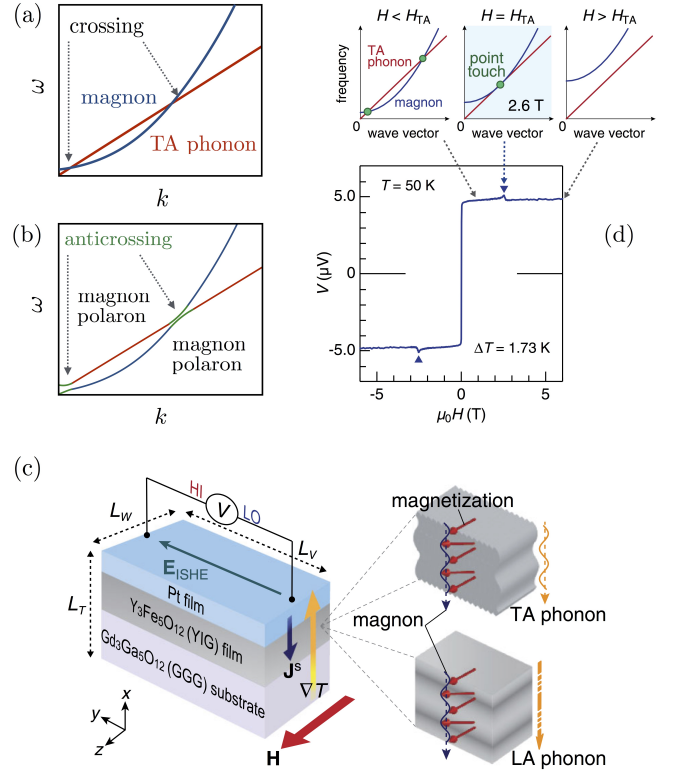 (a)
crossing
ω
magnon
TA phonon
k
(b)
anticrossing
ω
magnon
polaron
magnon
polaron
k
H < H_TA
H = H_TA
H > H_TA
frequency
TA
phonon
magnon
0
wave vector
point
touch
2.6 T
0
wave vector
0
wave vector
(d)
T = 50 K
5.0
0
-5.0
V (μV)
ΔT = 1.73 K
-5
0
5
μ₀H (T)
(c)
HI
V
LO
L_W
L_V
L_T
E_ISHE
Pt film
Y₃Fe₅O₁₂ (YIG) film
Gd₃Ga₅O₁₂ (GGG) substrate
J^S
∇T
H
x
y
z
magnetization
TA phonon
magnon
LA phonon